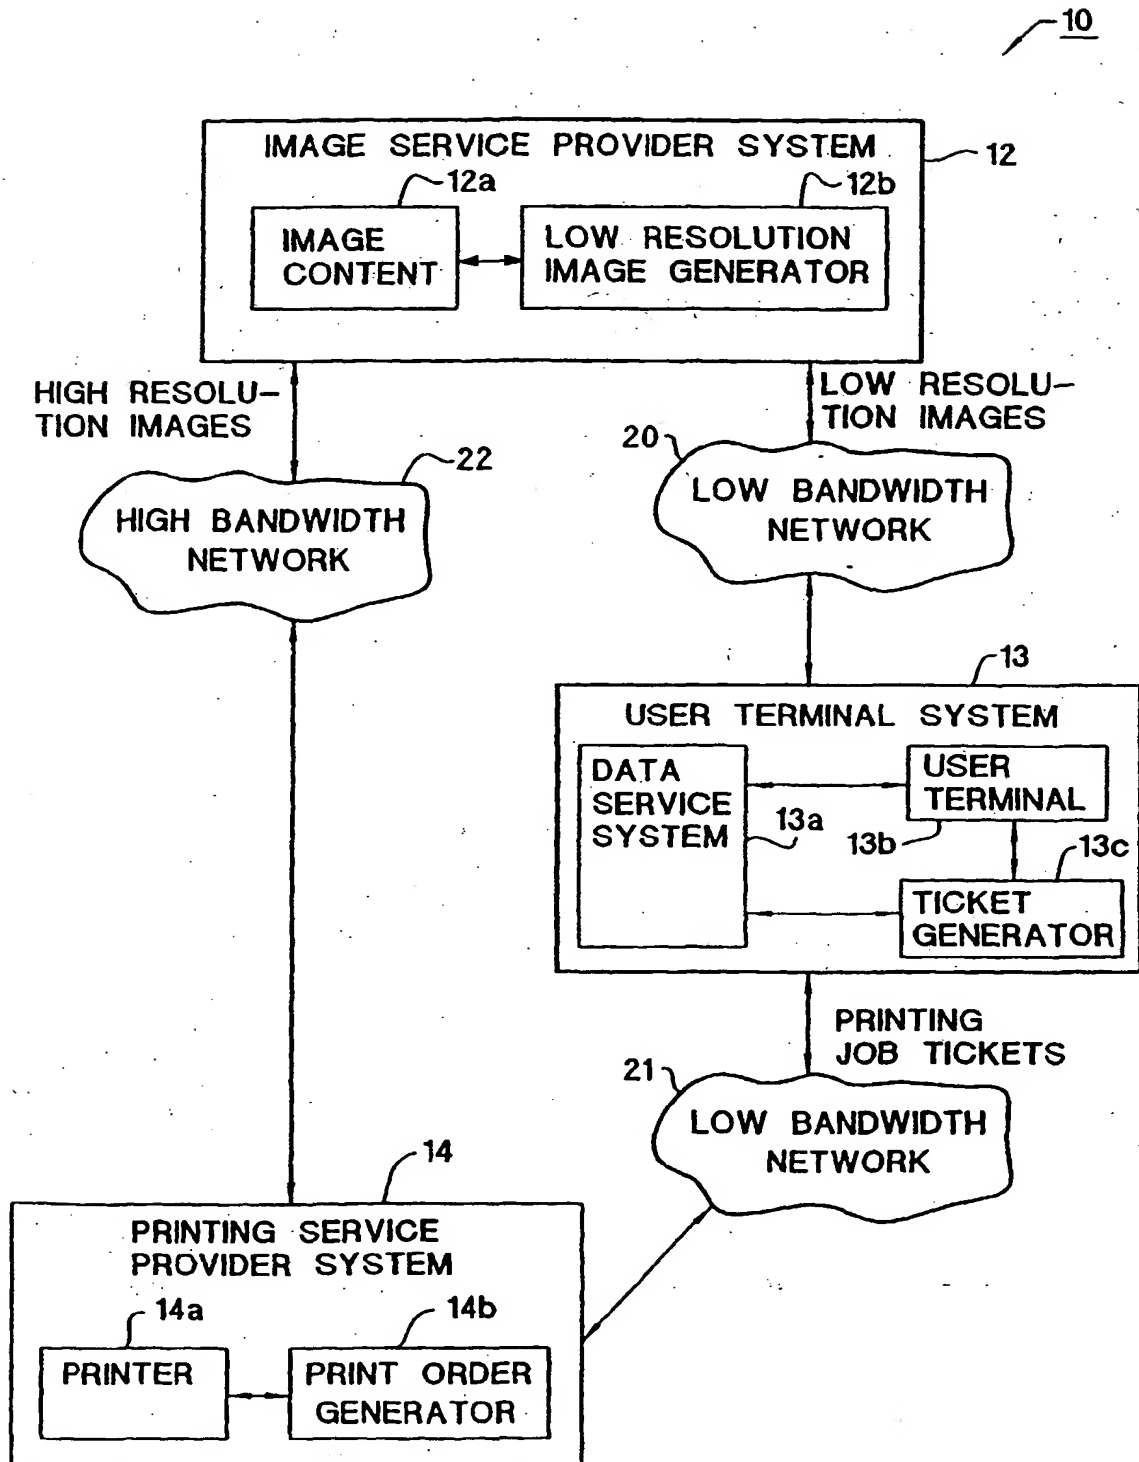 10
IMAGE SERVICE PROVIDER SYSTEM
12
12a
12b
IMAGE
CONTENT
LOW RESOLUTION
IMAGE GENERATOR
HIGH RESOLU-
TION IMAGES
LOW RESOLU-
TION IMAGES
22
HIGH BANDWIDTH
NETWORK
20
LOW BANDWIDTH
NETWORK
13
USER TERMINAL SYSTEM
DATA
SERVICE
SYSTEM
13a
USER
TERMINAL
13b
13c
TICKET
GENERATOR
PRINTING
JOB TICKETS
21
LOW BANDWIDTH
NETWORK
14
PRINTING SERVICE
PROVIDER SYSTEM
14a
14b
PRINTER
PRINT ORDER
GENERATOR